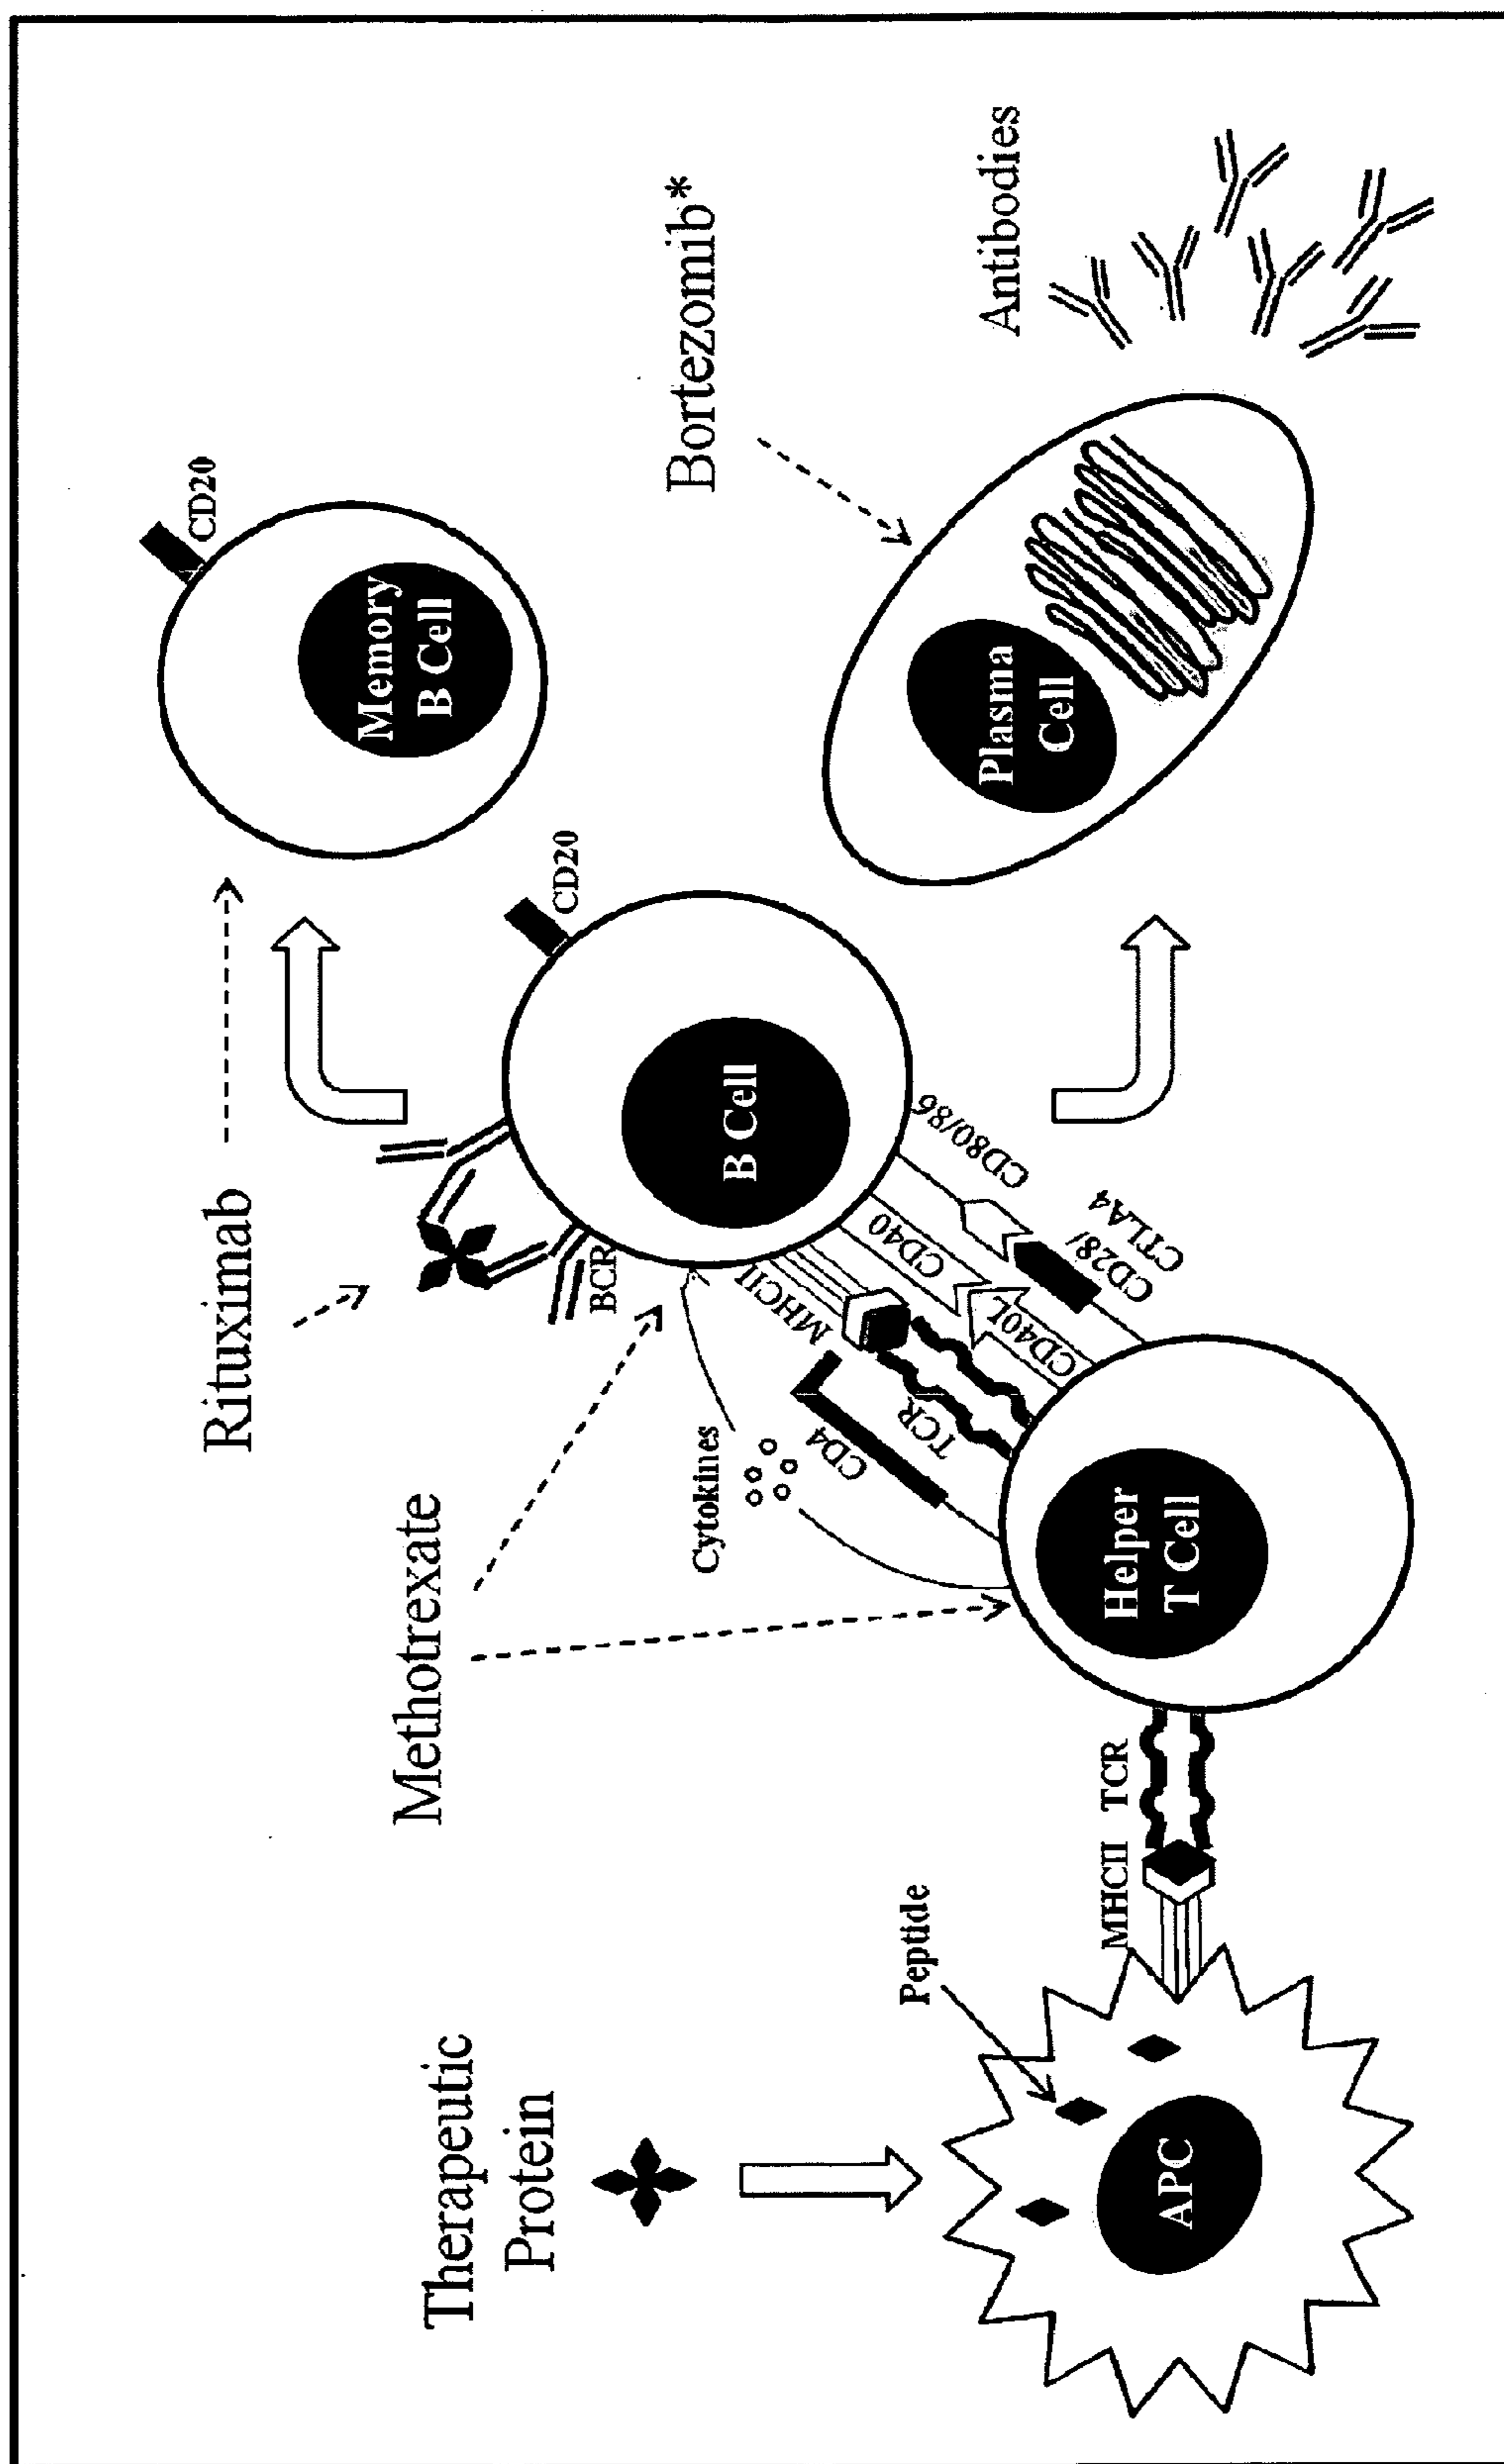 Therapeutic
Protein
Peptide
APC
MHCII TCR
Methotrexate
Helper
T Cell
Cytokines
CD4
TCR
MHCII
CD40L
CD40
CD28/
CTLA4
CD80/86
Rituximab
BCR
B Cell
CD20
Memory
B Cell
CD20
Bortezomib*
Plasma
Cell
Antibodies